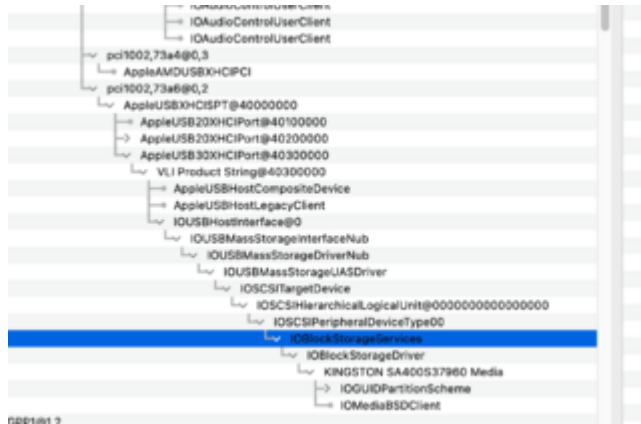 IOAudioControlUserClient
IOAudioControlUserClient
IOAudioControlUserClient
pci1002,73a4@0,3
AppleAMDUSBXHCIPCI
pci1002,73a6@0,2
AppleUSBXHCISPT@40000000
AppleUSB20XHCIPort@40100000
AppleUSB20XHCIPort@40200000
AppleUSB30XHCIPort@40300000
VLI Product String@40300000
AppleUSBHostCompositeDevice
AppleUSBHostLegacyClient
IOUSBHostInterface@0
IOUSBMassStorageInterfaceNub
IOUSBMassStorageDriverNub
IOUSBMassStorageUASDriver
IOSCSITargetDevice
IOSCSIHierarchicalLogicalUnit@0000000000000000
IOSCSIPeripheralDeviceType00
IOBlockStorageServices
IOBlockStorageDriver
KINGSTON SA400S37960 Media
IOGUIDPartitionScheme
IOMediaBSDClient